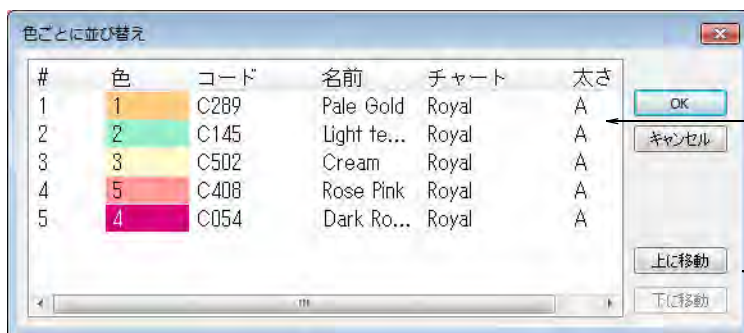 色ごとに並び替え
# 色 コード 名前 チャート 太さ
1 1 C289 Pale Gold Royal A
2 2 C145 Light te... Royal A
3 3 C502 Cream Royal A
4 5 C408 Rose Pink Royal A
5 4 C054 Dark Ro... Royal A
OK
キャンセル
上に移動
下に移動